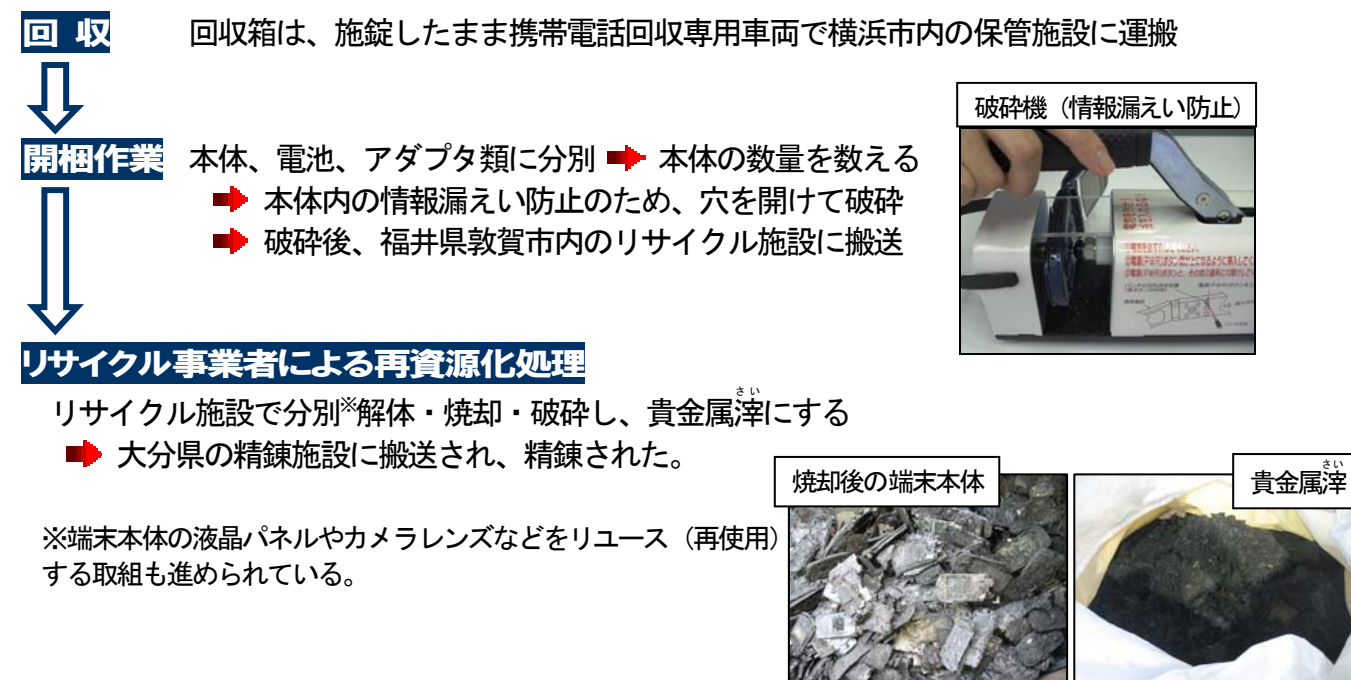 回 収 回収箱は、施錠したまま携帯電話回収専用車両で横浜市内の保管施設に運搬
破砕機（情報漏えい防止）
開梱作業 本体、電池、アダプタ類に分別 ➡ 本体の数量を数える
➡ 本体内の情報漏えい防止のため、穴を開けて破砕
➡ 破砕後、福井県敦賀市内のリサイクル施設に搬送
リサイクル事業者による再資源化処理
さい
リサイクル施設で分別※解体・焼却・破砕し、貴金属滓にする
➡ 大分県の精錬施設に搬送され、精錬された。
焼却後の端末本体
さい
貴金属滓
※端末本体の液晶パネルやカメラレンズなどをリユース（再使用）
する取組も進められている。